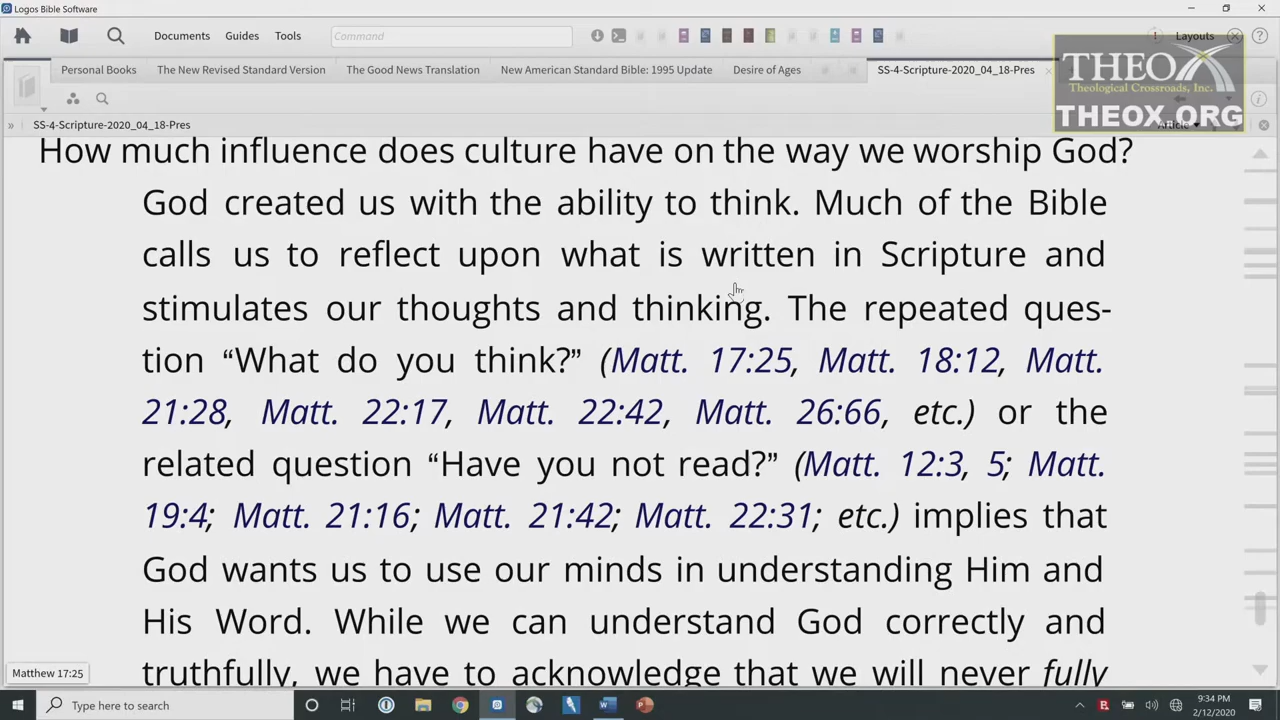 Logos Bible Software
Documents Guides Tools Command Layouts
Personal Books The New Revised Standard Version The Good News Translation New American Standard Bible: 1995 Update Desire of Ages SS-4-Scripture-2020_04_18-Pres
THEOX
Theological Crossroads, Inc.
THEOX.ORG
SS-4-Scripture-2020_04_18-Pres Article
How much influence does culture have on the way we worship God?
God created us with the ability to think. Much of the Bible
calls us to reflect upon what is written in Scripture and
stimulates our thoughts and thinking. The repeated ques-
tion “What do you think?” (Matt. 17:25, Matt. 18:12, Matt.
21:28, Matt. 22:17, Matt. 22:42, Matt. 26:66, etc.) or the
related question “Have you not read?” (Matt. 12:3, 5; Matt.
19:4; Matt. 21:16; Matt. 21:42; Matt. 22:31; etc.) implies that
God wants us to use our minds in understanding Him and
His Word. While we can understand God correctly and
truthfully, we have to acknowledge that we will never fully
Matthew 17:25
Type here to search
9:34 PM
2/12/2020